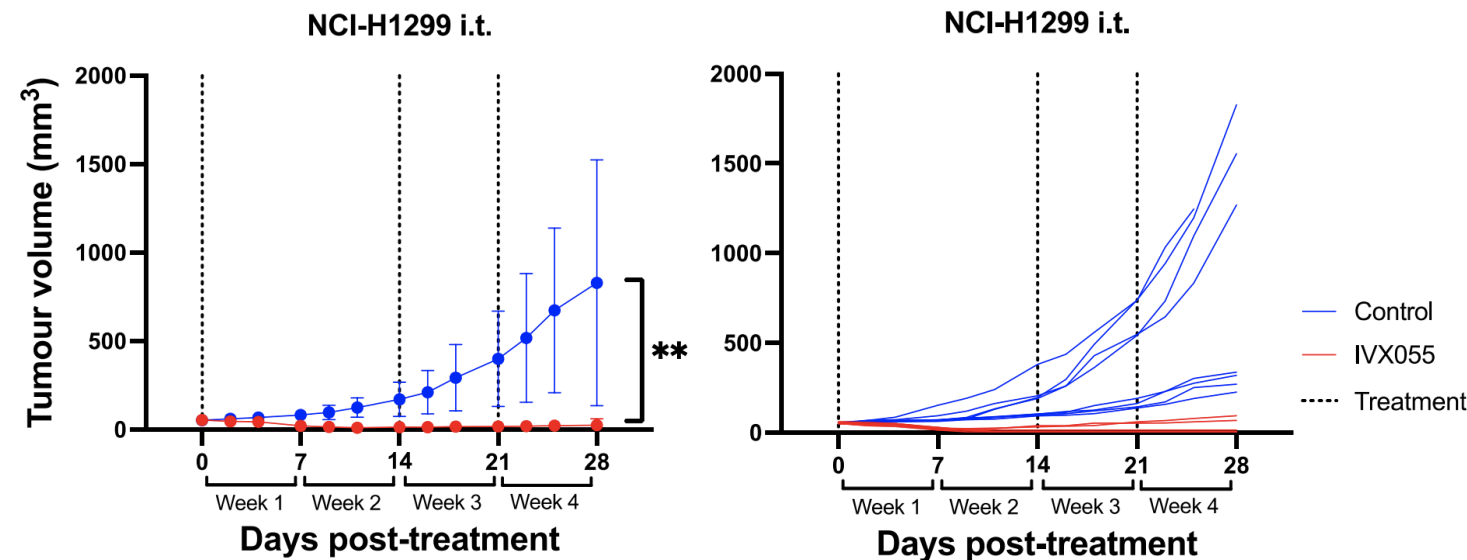 NCI-H1299 i.t.
Tumour volume (mm³)
2000
1500
1000
500
0
**
0 7 14 21 28
Week 1 Week 2 Week 3 Week 4
Days post-treatment
NCI-H1299 i.t.
2000
1500
1000
500
0
0 7 14 21 28
Week 1 Week 2 Week 3 Week 4
Days post-treatment
Control
IVX055
Treatment